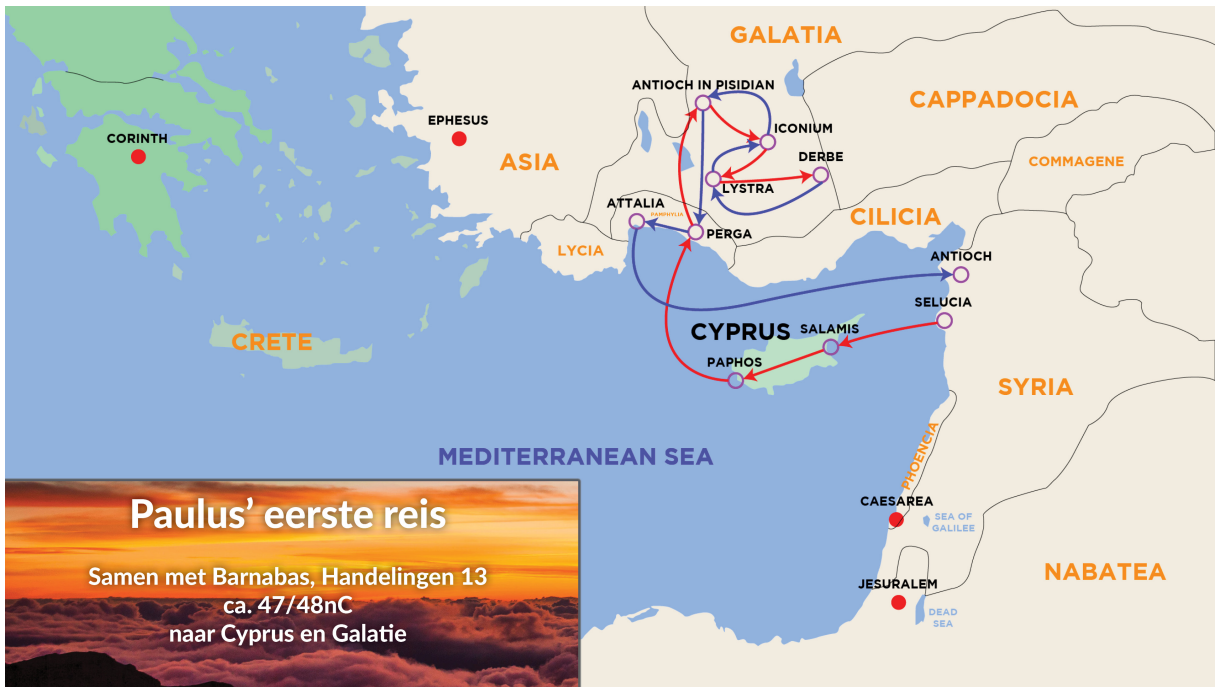 GALATIA
ANTIOCH IN PISIDIAN
CAPPADOCIA
EPHESUS
ICONIUM
CORINTH
ASIA
DERBE
COMMAGENE
LYSTRA
ATTALIA
PAMPHYLIA
CILICIA
PERGA
LYCIA
ANTIOCH
SELUCIA
CYPRUS
SALAMIS
CRETE
PAPHOS
SYRIA
MEDITERRANEAN SEA
PHOENCIA
CAESAREA
SEA OF
GALILEE
NABATEA
JESURALEM
DEAD
SEA
Paulus’ eerste reis
Samen met Barnabas, Handelingen 13
ca. 47/48nC
naar Cyprus en Galatie